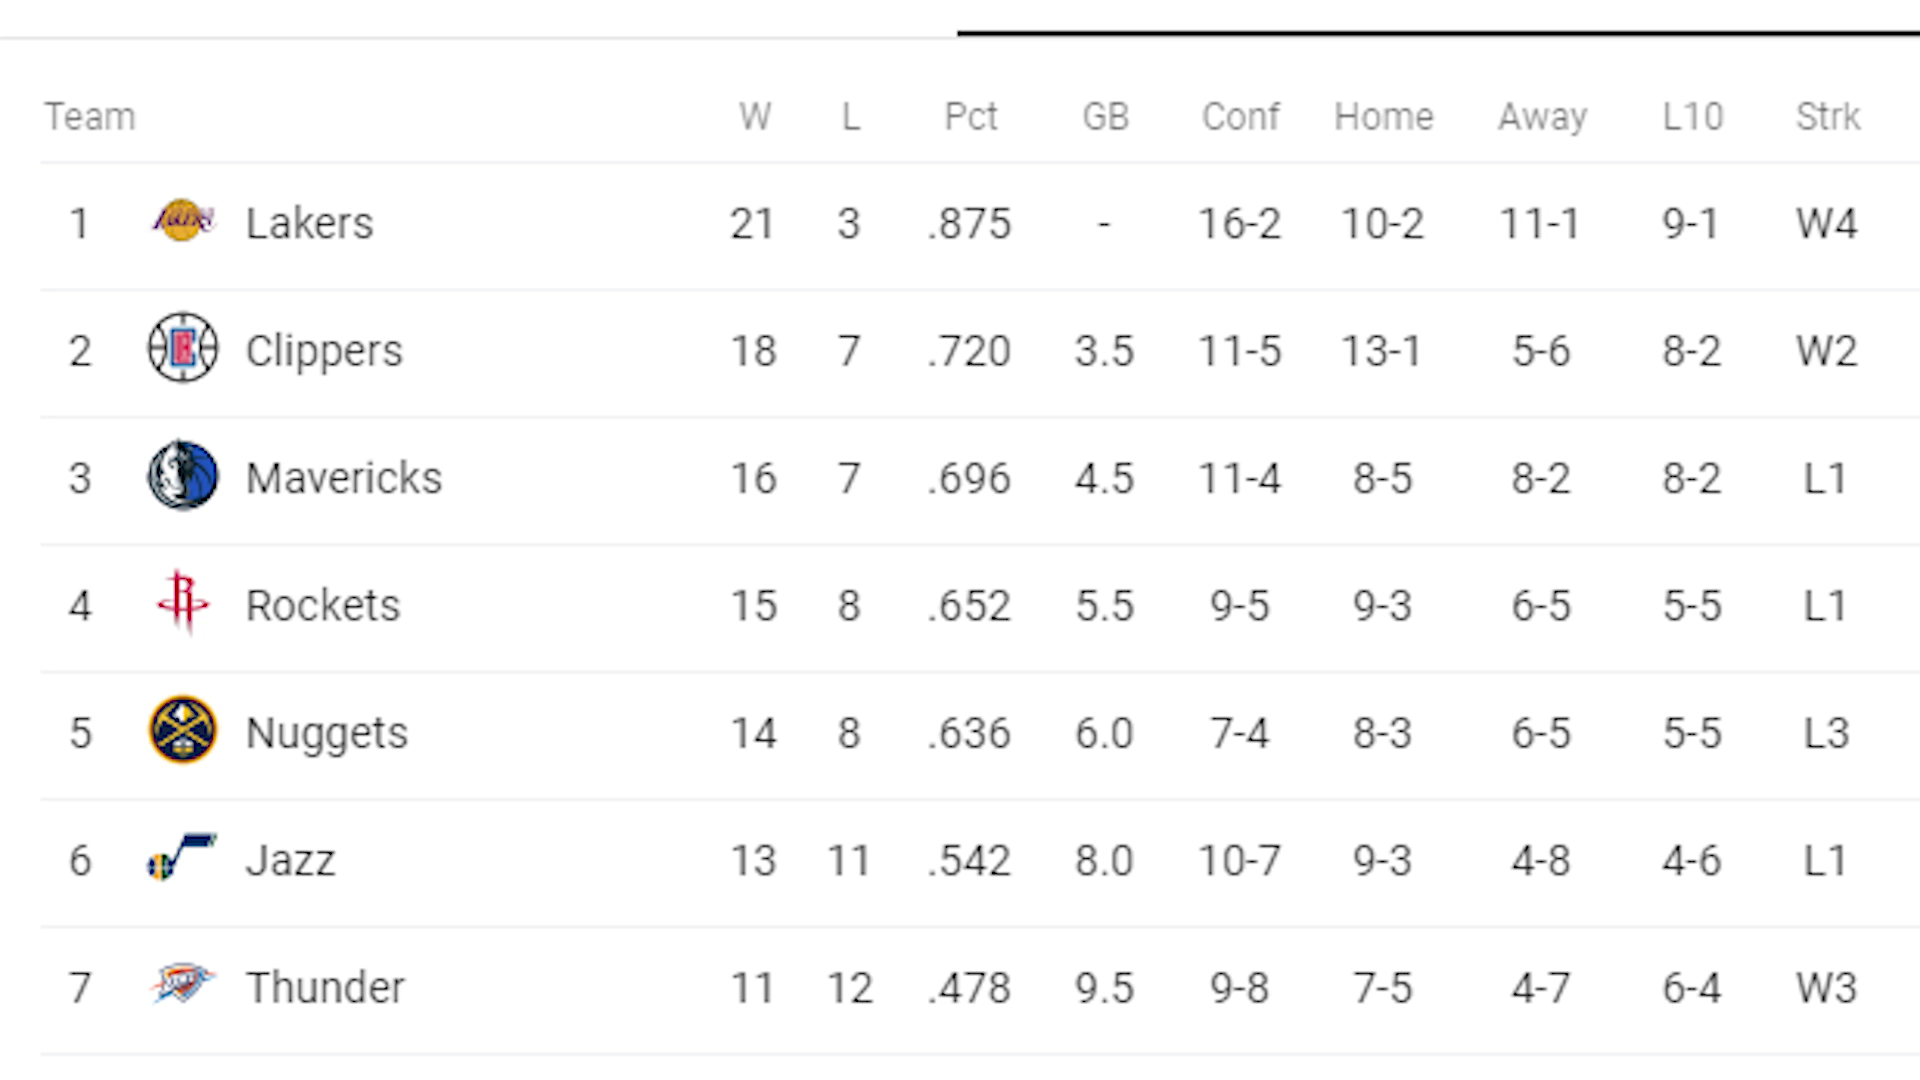 Team W L Pct GB Conf Home Away L10 Strk
1 Lakers 21 3 .875 - 16-2 10-2 11-1 9-1 W4
2 Clippers 18 7 .720 3.5 11-5 13-1 5-6 8-2 W2
3 Mavericks 16 7 .696 4.5 11-4 8-5 8-2 8-2 L1
4 Rockets 15 8 .652 5.5 9-5 9-3 6-5 5-5 L1
5 Nuggets 14 8 .636 6.0 7-4 8-3 6-5 5-5 L3
6 Jazz 13 11 .542 8.0 10-7 9-3 4-8 4-6 L1
7 Thunder 11 12 .478 9.5 9-8 7-5 4-7 6-4 W3